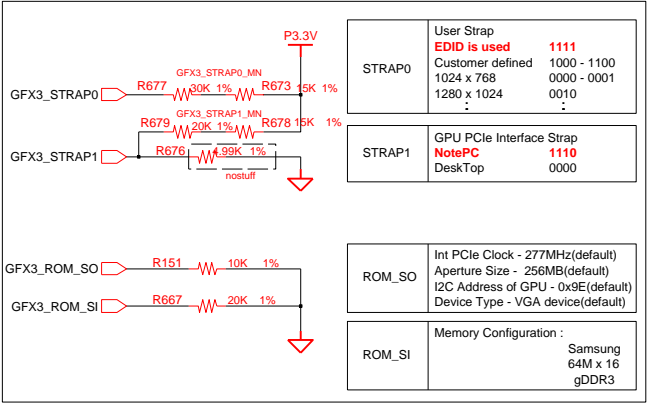 P3.3V
GFX3_STRAP0_MN
R677 30K 1% R673 15K 1%
GFX3_STRAP0
GFX3_STRAP1_MN
R679 20K 1% R678 15K 1%
GFX3_STRAP1
R676 4.99K 1%
nostuff
STRAP0
User Strap
EDID is used 1111
Customer defined 1000 - 1100
1024 x 768 0000 - 0001
1280 x 1024 0010
: :
STRAP1
GPU PCIe Interface Strap
NotePC 1110
DeskTop 0000
GFX3_ROM_SO R151 10K 1%
GFX3_ROM_SI R667 20K 1%
ROM_SO
Int PCIe Clock - 277MHz(default)
Aperture Size - 256MB(default)
I2C Address of GPU - 0x9E(default)
Device Type - VGA device(default)
ROM_SI
Memory Configuration :
Samsung
64M x 16
gDDR3